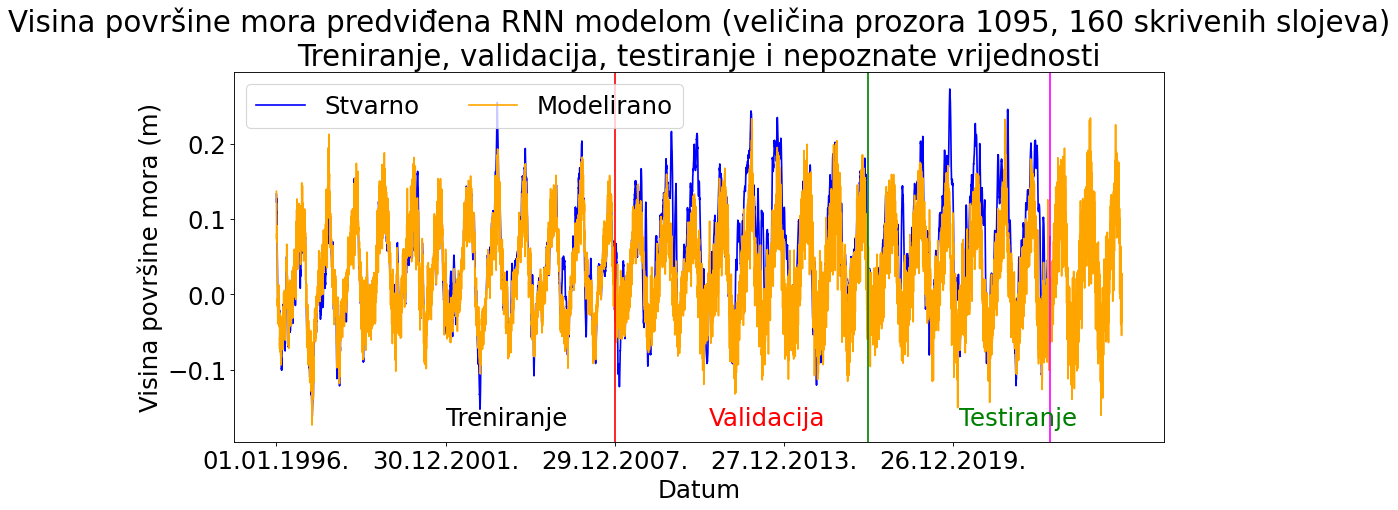 Visina površine mora predviđena RNN modelom (veličina prozora 1095, 160 skrivenih slojeva)
Treniranje, validacija, testiranje i nepoznate vrijednosti
Stvarno Modelirano
Visina površine mora (m)
0.2
0.1
0.0
−0.1
Treniranje Validacija Testiranje
01.01.1996. 30.12.2001. 29.12.2007. 27.12.2013. 26.12.2019.
Datum